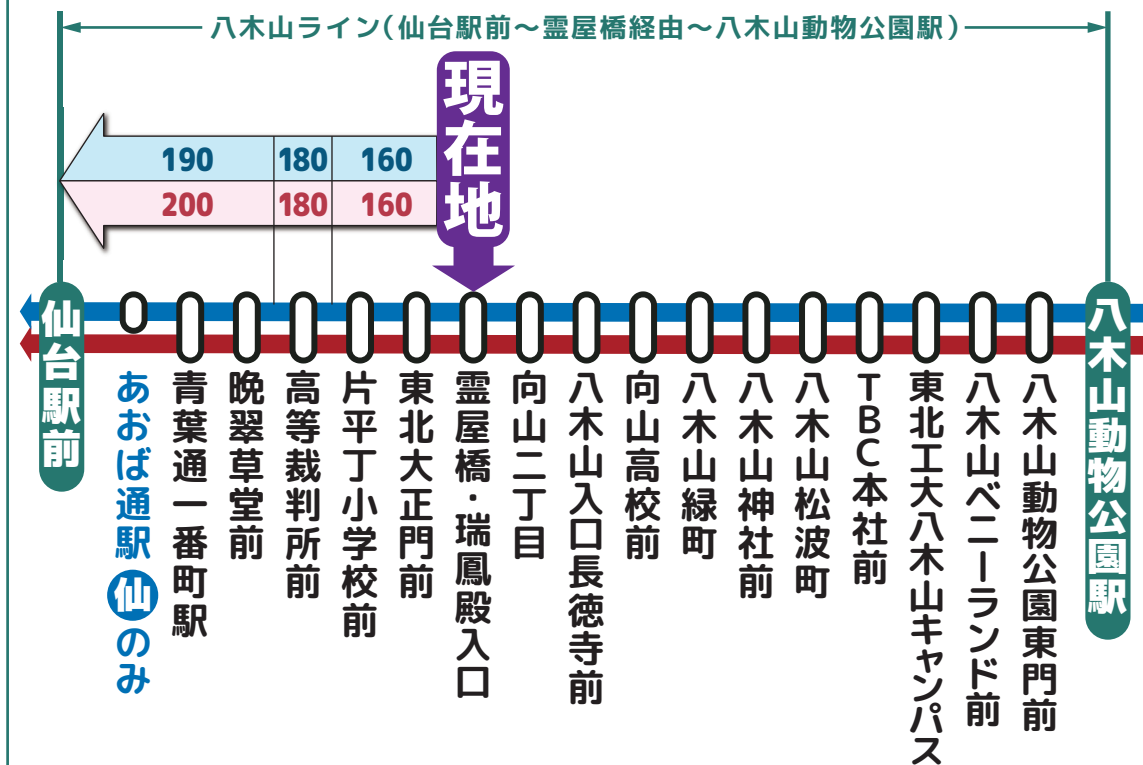 八木山ライン(仙台駅前～霊屋橋経由～八木山動物公園駅)
現在地
190 180 160
200 180 160
仙台駅前
あおば通駅 仙 のみ
青葉通一番町駅
晩翠草堂前
高等裁判所前
片平丁小学校前
東北大正門前
霊屋橋・瑞鳳殿入口
向山二丁目
八木山入口長徳寺前
向山高校前
八木山緑町
八木山神社前
八木山松波町
TBC本社前
東北工大八木山キャンパス
八木山ベニーランド前
八木山動物公園東門前
八木山動物公園駅